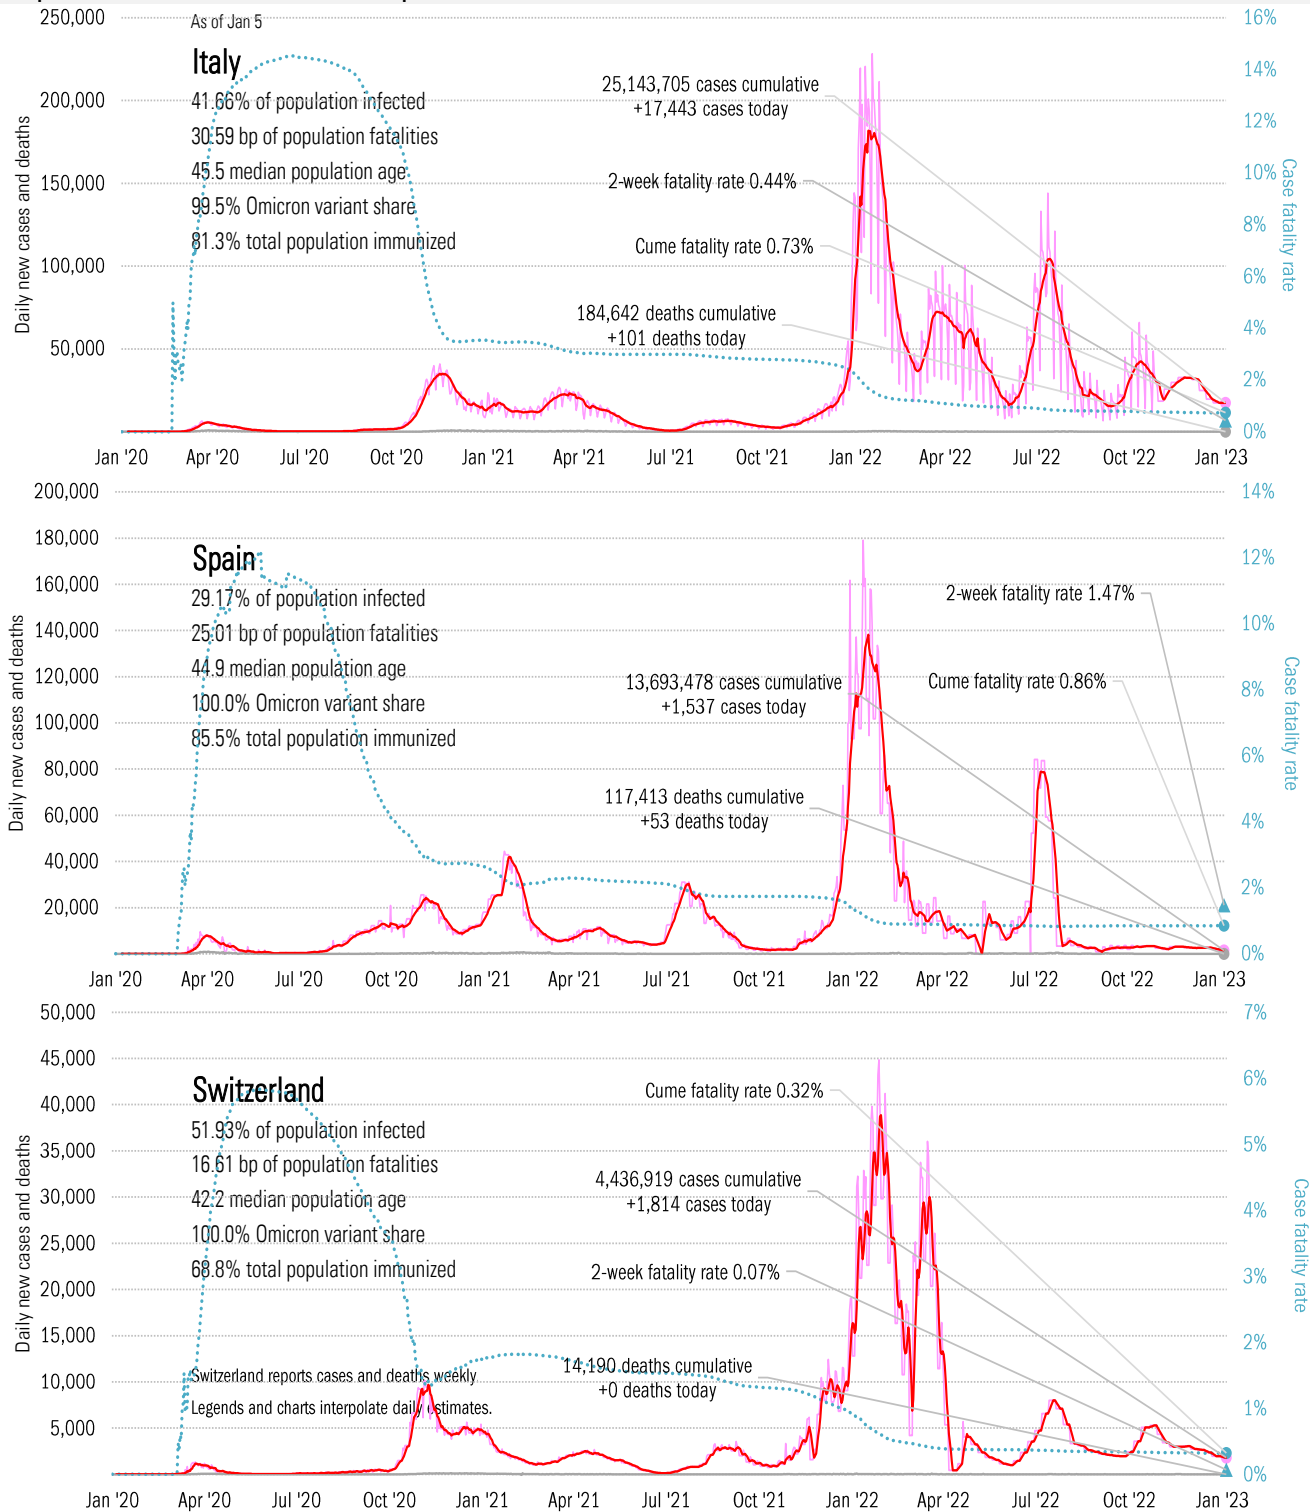 As of Jan 5
Italy
41.66% of population infected
30.59 bp of population fatalities
45.5 median population age
99.5% Omicron variant share
81.3% total population immunized
25,143,705 cases cumulative
+17,443 cases today
2-week fatality rate 0.44%
Cume fatality rate 0.73%
184,642 deaths cumulative
+101 deaths today
Daily new cases and deaths
250,000
200,000
150,000
100,000
50,000
16%
14%
12%
10%
8%
6%
4%
2%
0%
Case fatality rate
Jan '20 Apr '20 Jul '20 Oct '20 Jan '21 Apr '21 Jul '21 Oct '21 Jan '22 Apr '22 Jul '22 Oct '22 Jan '23
Spain
29.17% of population infected
25.01 bp of population fatalities
44.9 median population age
100.0% Omicron variant share
85.5% total population immunized
2-week fatality rate 1.47%
Cume fatality rate 0.86%
13,693,478 cases cumulative
+1,537 cases today
117,413 deaths cumulative
+53 deaths today
Daily new cases and deaths
200,000
180,000
160,000
140,000
120,000
100,000
80,000
60,000
40,000
20,000
14%
12%
10%
8%
6%
4%
2%
0%
Case fatality rate
Jan '20 Apr '20 Jul '20 Oct '20 Jan '21 Apr '21 Jul '21 Oct '21 Jan '22 Apr '22 Jul '22 Oct '22 Jan '23
Switzerland
51.93% of population infected
16.61 bp of population fatalities
42.2 median population age
100.0% Omicron variant share
68.8% total population immunized
Switzerland reports cases and deaths weekly
Legends and charts interpolate daily estimates.
Cume fatality rate 0.32%
4,436,919 cases cumulative
+1,814 cases today
2-week fatality rate 0.07%
14,190 deaths cumulative
+0 deaths today
Daily new cases and deaths
50,000
45,000
40,000
35,000
30,000
25,000
20,000
15,000
10,000
5,000
7%
6%
5%
4%
3%
2%
1%
0%
Case fatality rate
Jan '20 Apr '20 Jul '20 Oct '20 Jan '21 Apr '21 Jul '21 Oct '21 Jan '22 Apr '22 Jul '22 Oct '22 Jan '23